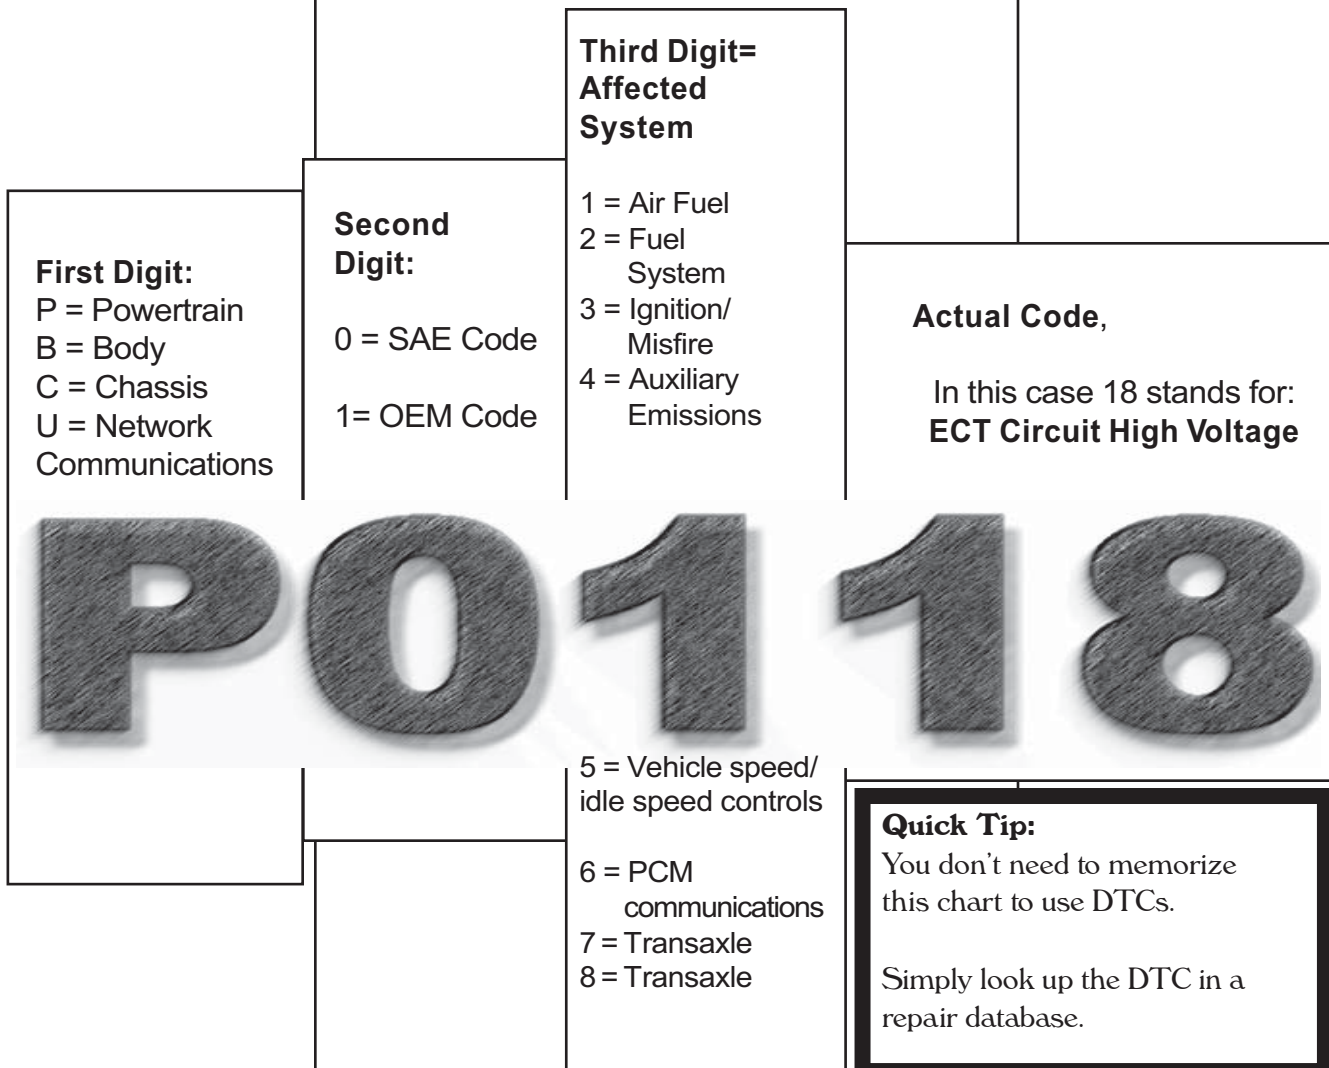 First Digit:
P = Powertrain
B = Body
C = Chassis
U = Network
Communications
Second
Digit:
0 = SAE Code
1= OEM Code
Third Digit=
Affected
System
1 = Air Fuel
2 = Fuel
System
3 = Ignition/
Misfire
4 = Auxiliary
Emissions
Actual Code,
In this case 18 stands for:
ECT Circuit High Voltage
P0118
5 = Vehicle speed/
idle speed controls
6 = PCM
communications
7 = Transaxle
8 = Transaxle
Quick Tip:
You don't need to memorize
this chart to use DTCs.
Simply look up the DTC in a
repair database.